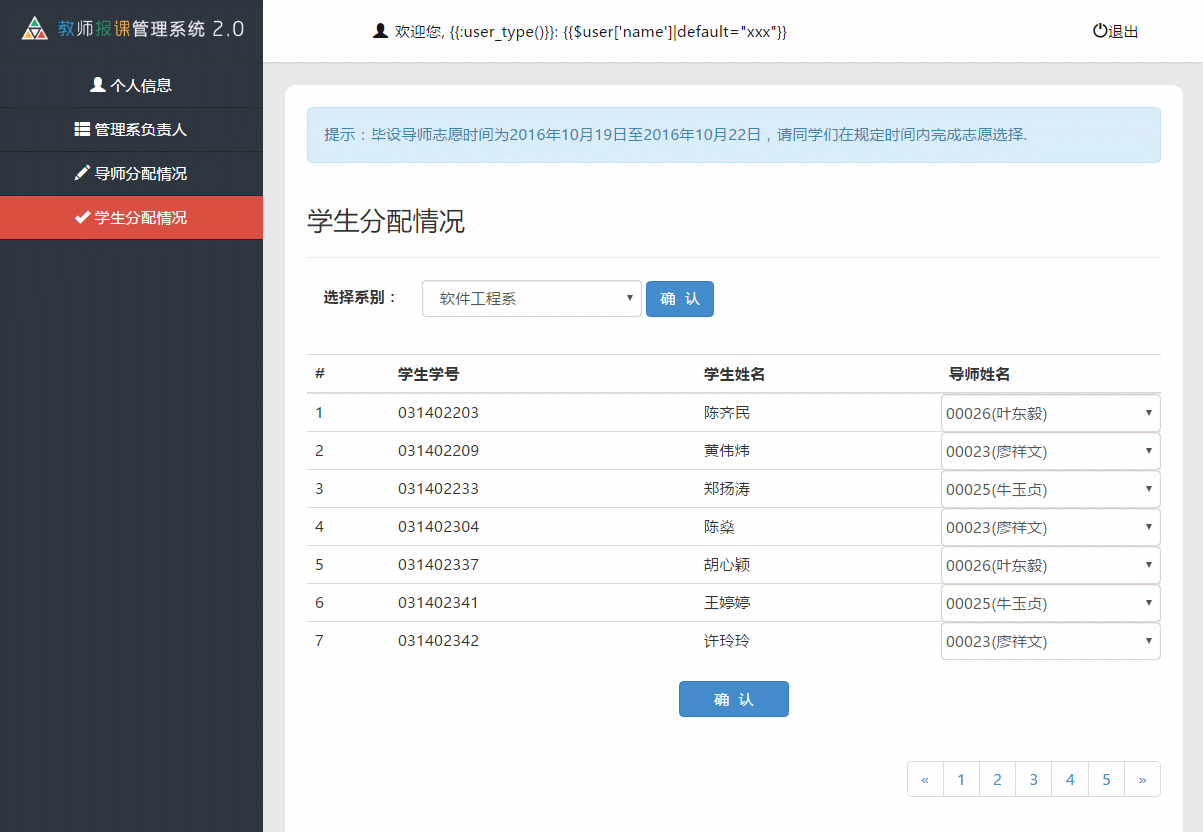 教师报课管理系统 2.0
欢迎您, {{:user_type()}}: {{$user['name']|default="xxx"}}
退出
个人信息
管理系负责人
导师分配情况
学生分配情况
提示：毕设导师志愿时间为2016年10月19日至2016年10月22日，请同学们在规定时间内完成志愿选择.
学生分配情况
选择系别： 软件工程系 确 认
# 学生学号 学生姓名 导师姓名
1 031402203 陈齐民 00026(叶东毅)
2 031402209 黄伟炜 00023(廖祥文)
3 031402233 郑扬涛 00025(牛玉贞)
4 031402304 陈燊 00023(廖祥文)
5 031402337 胡心颖 00026(叶东毅)
6 031402341 王婷婷 00025(牛玉贞)
7 031402342 许玲玲 00023(廖祥文)
确 认
« 1 2 3 4 5 »